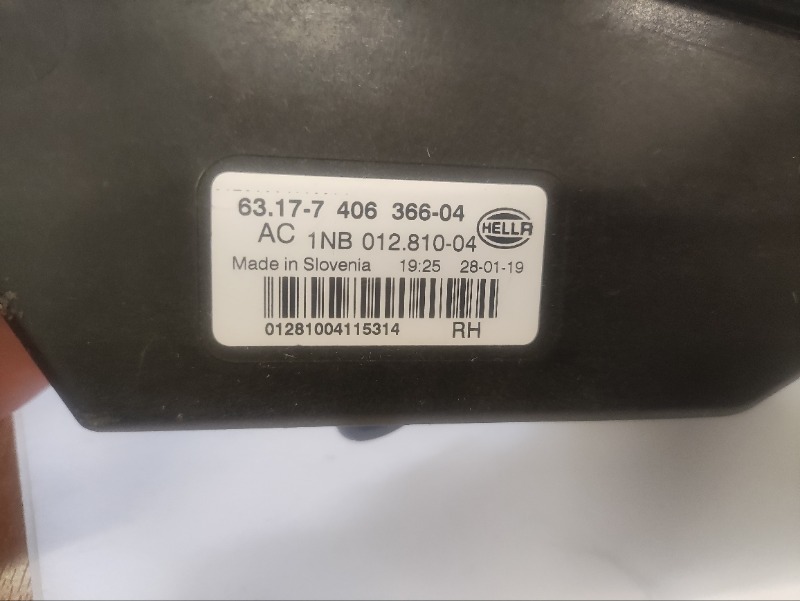 63.17-7 406 366-04
AC 1NB 012.810-04
HELLA
Made in Slovenia 19:25 28-01-19
01281004115314 RH